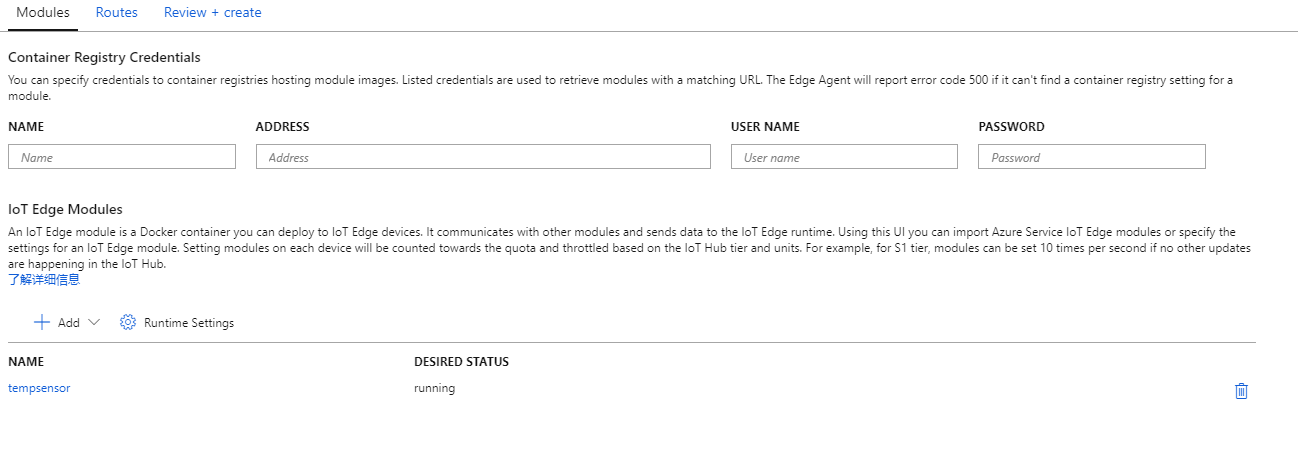 Modules Routes Review + create
Container Registry Credentials
You can specify credentials to container registries hosting module images. Listed credentials are used to retrieve modules with a matching URL. The Edge Agent will report error code 500 if it can't find a container registry setting for a
module.
NAME ADDRESS USER NAME PASSWORD
Name Address User name Password
IoT Edge Modules
An IoT Edge module is a Docker container you can deploy to IoT Edge devices. It communicates with other modules and sends data to the IoT Edge runtime. Using this UI you can import Azure Service IoT Edge modules or specify the
settings for an IoT Edge module. Setting modules on each device will be counted towards the quota and throttled based on the IoT Hub tier and units. For example, for S1 tier, modules can be set 10 times per second if no other updates
are happening in the IoT Hub.
了解详细信息
Add Runtime Settings
NAME DESIRED STATUS
tempsensor running